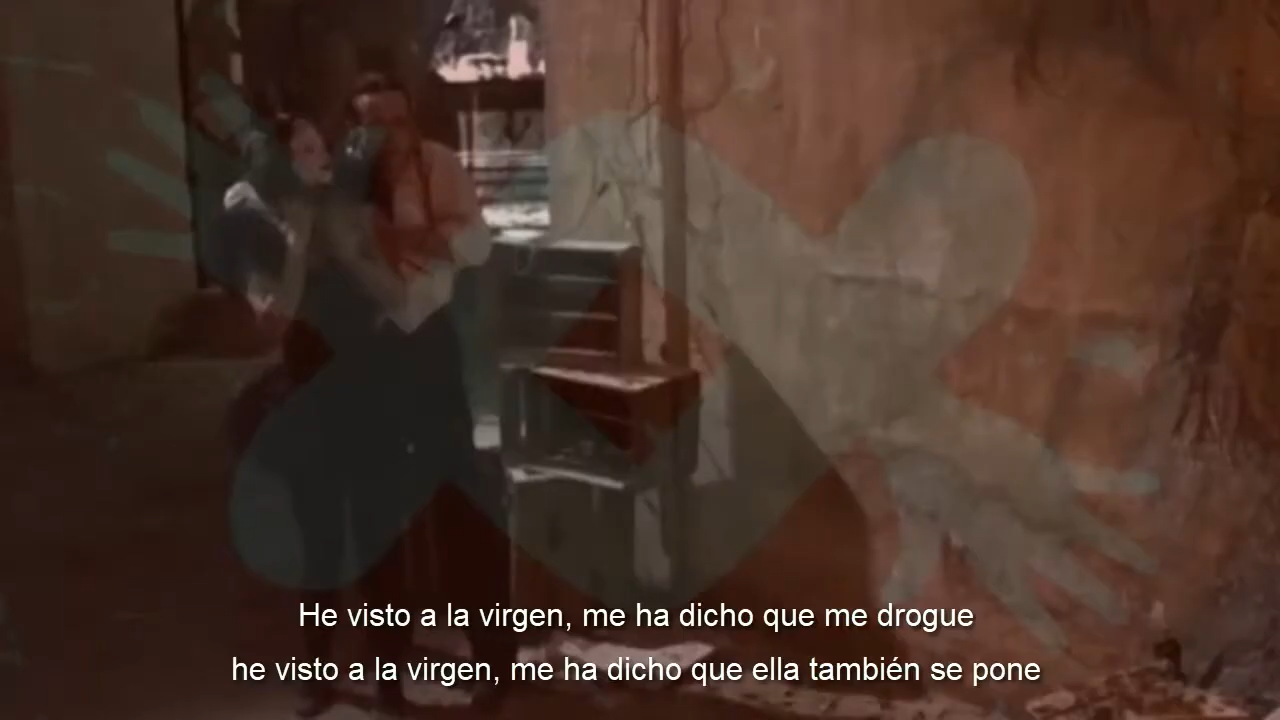 He visto a la virgen, me ha dicho que me drogue
he visto a la virgen, me ha dicho que ella también se pone